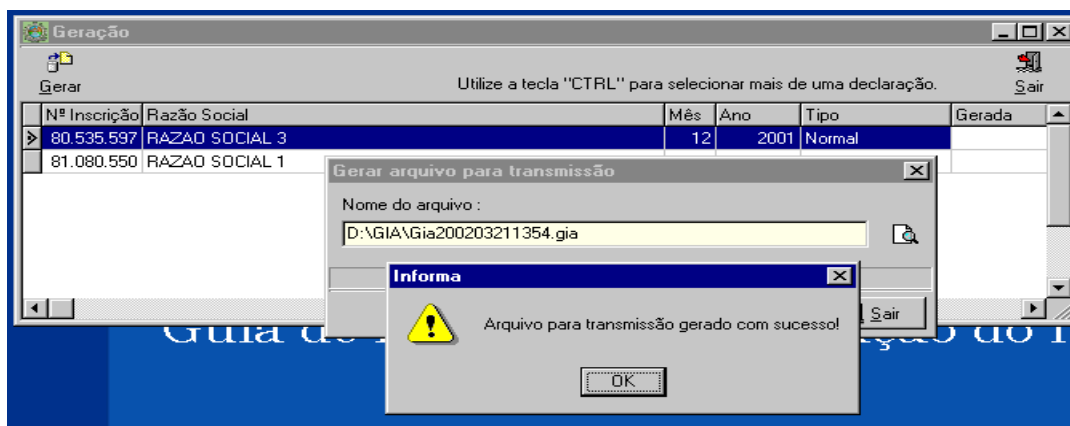 Geração
Gerar
Utilize a tecla "CTRL" para selecionar mais de uma declaração.
Sair
Nº Inscrição Razão Social Mês Ano Tipo Gerada
80.535.597 RAZAO SOCIAL 3 12 2001 Normal
81.080.550 RAZAO SOCIAL 1
Gerar arquivo para transmissão
Nome do arquivo :
D:\GIA\Gia200203211354.gia
Informa
Arquivo para transmissão gerado com sucesso!
Sair
OK
Guia do